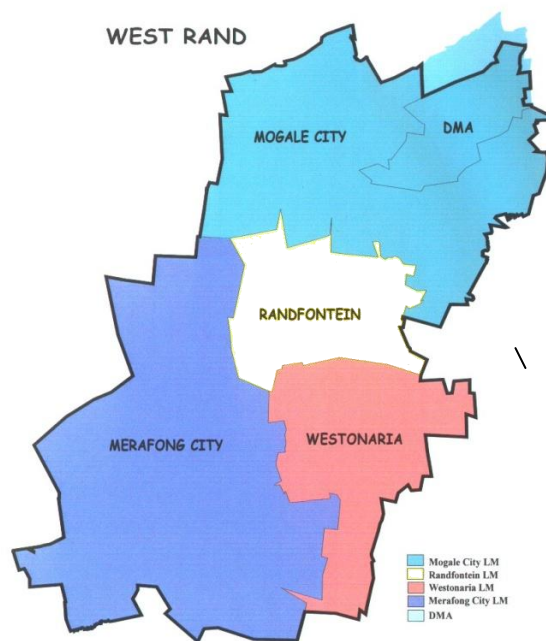 WEST RAND
DMA
MOGALE CITY
RANDFONTEIN
MERAFONG CITY
WESTONARIA
Mogale City LM
Randfontein LM
Westonaria LM
Merafong City LM
DMA